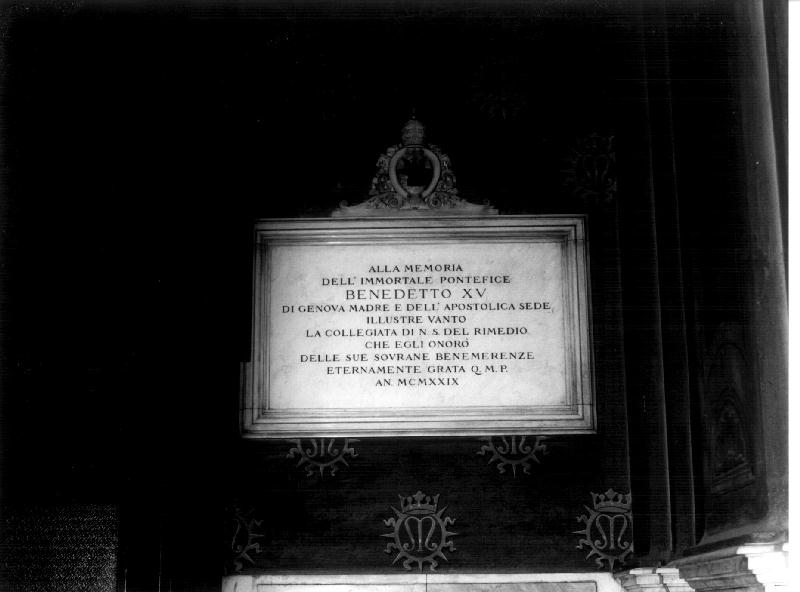 ALLA MEMORIA
DELL' IMMORTALE PONTEFICE
BENEDETTO XV
DI GENOVA MADRE E DELL' APOSTOLICA SEDE
ILLUSTRE VANTO
LA COLLEGIATA DI N. S. DEL RIMEDIO
CHE EGLI ONORÒ
DELLE SUE SOVRANE BENEMERENZE
ETERNAMENTE GRATA Q. M. P.
AN. MCMXXIX